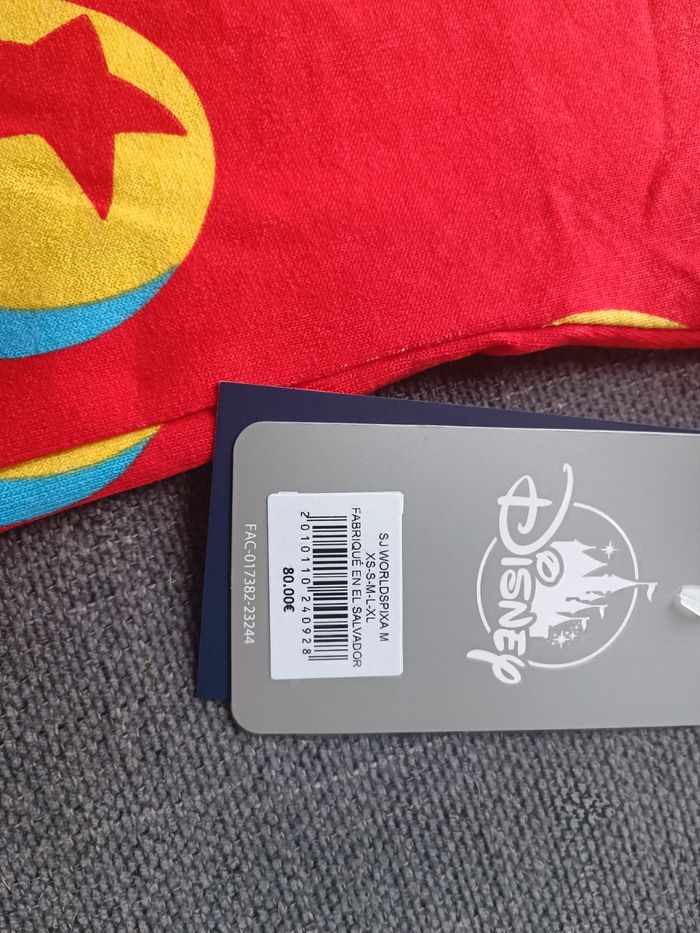 SJ WORLDSPIXA M
XS-S-M-L-XL
FABRIQUÉ EN EL SALVADOR
2010110240928
80.00€
FAC-017382-23244
Disney